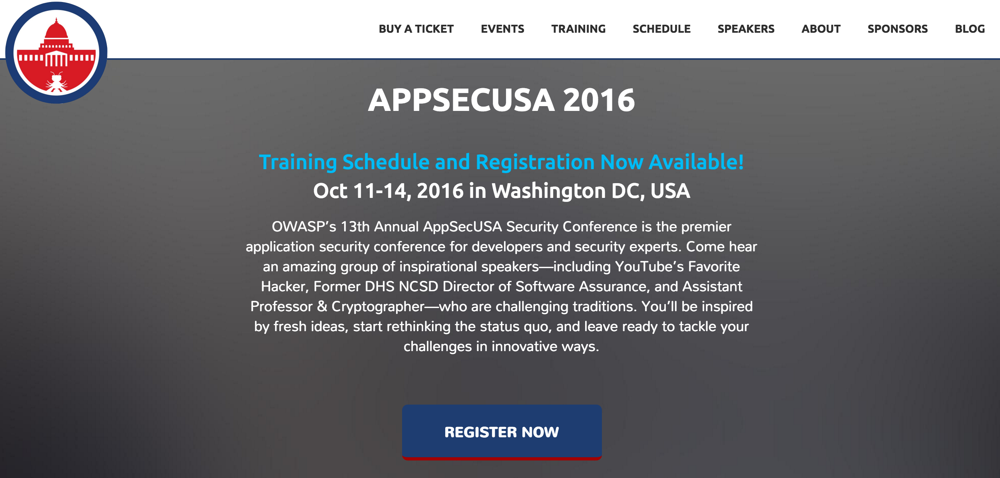 BUY A TICKET EVENTS TRAINING SCHEDULE SPEAKERS ABOUT SPONSORS BLOG
APPSECUSA 2016
Training Schedule and Registration Now Available!
Oct 11-14, 2016 in Washington DC, USA
OWASP’s 13th Annual AppSecUSA Security Conference is the premier
application security conference for developers and security experts. Come hear
an amazing group of inspirational speakers—including YouTube’s Favorite
Hacker, Former DHS NCSD Director of Software Assurance, and Assistant
Professor & Cryptographer—who are challenging traditions. You’ll be inspired
by fresh ideas, start rethinking the status quo, and leave ready to tackle your
challenges in innovative ways.
REGISTER NOW